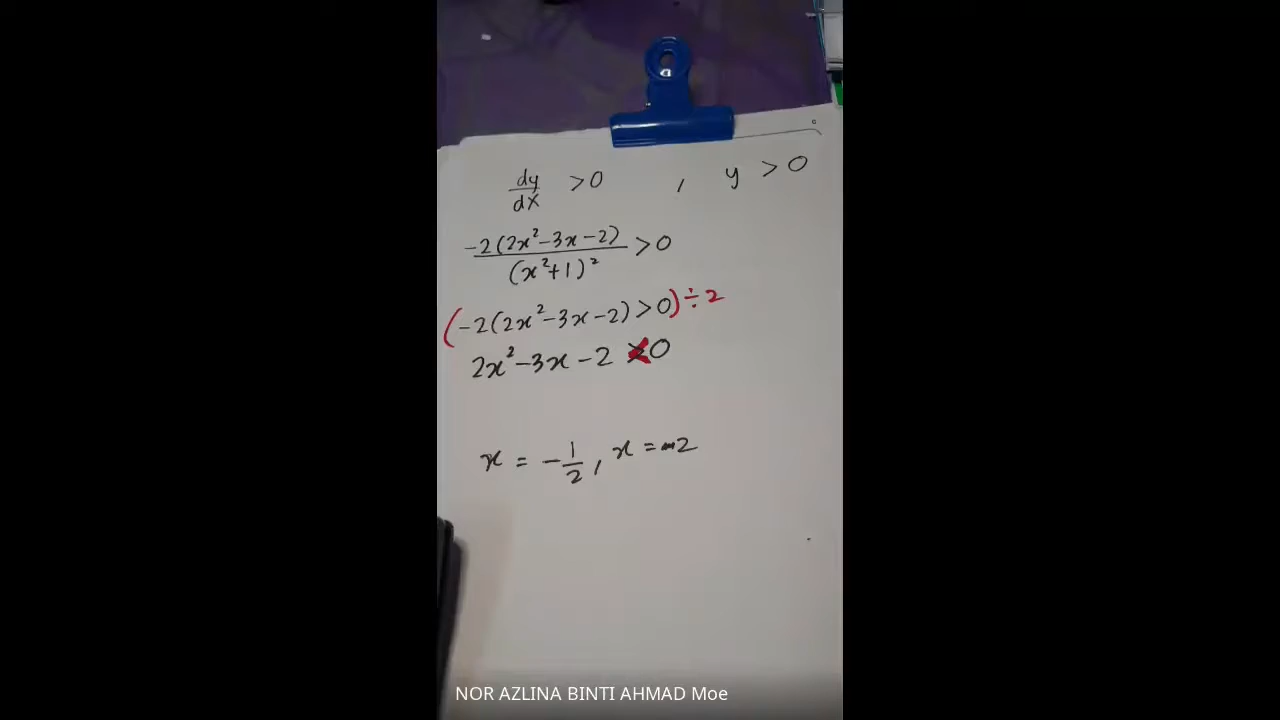 dy/dx > 0 , y > 0
-2(2x²-3x-2)/(x²+1)² > 0
(-2(2x²-3x-2) > 0) ÷ 2
2x²-3x-2 < 0
x = -1/2, x = 2
NOR AZLINA BINTI AHMAD Moe